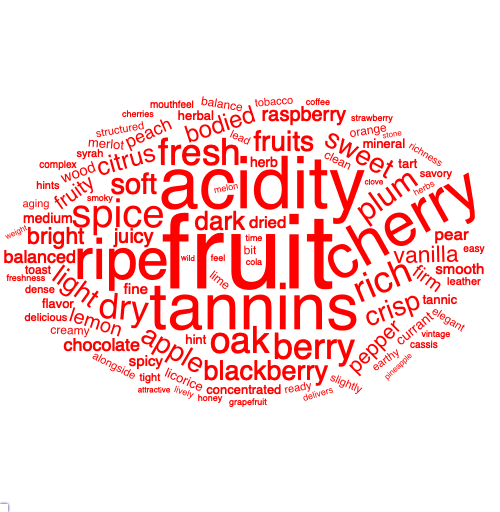 mouthfeel
balance
tobacco
coffee
cherries
herbal
bodied
raspberry
strawberry
structured
peach
lead
fruits
sweet
orange
stone
merlot
citrus
fresh
clean
mineral
richness
syrah
complex
wood
soft
herb
acidity
tart
savory
hints
fruity
smoky
melon
clove
plum
herbs
aging
medium
spice
dark
dried
cherry
weight
bright
juicy
fruit
time
bit
pear
balanced
ripe
wild
feel
cola
vanilla
easy
toast
freshness
light
lime
rich
firm
smooth
leather
dense
fine
dry
tannins
crisp
tannic
flavor
delicious
lemon
creamy
apple
hint
oak
berry
pepper
currant
elegant
vintage
cassis
chocolate
alongside
spicy
blackberry
earthy
pineapple
tight
licorice
concentrated
ready
slightly
attractive
lively
honey
grapefruit
delivers